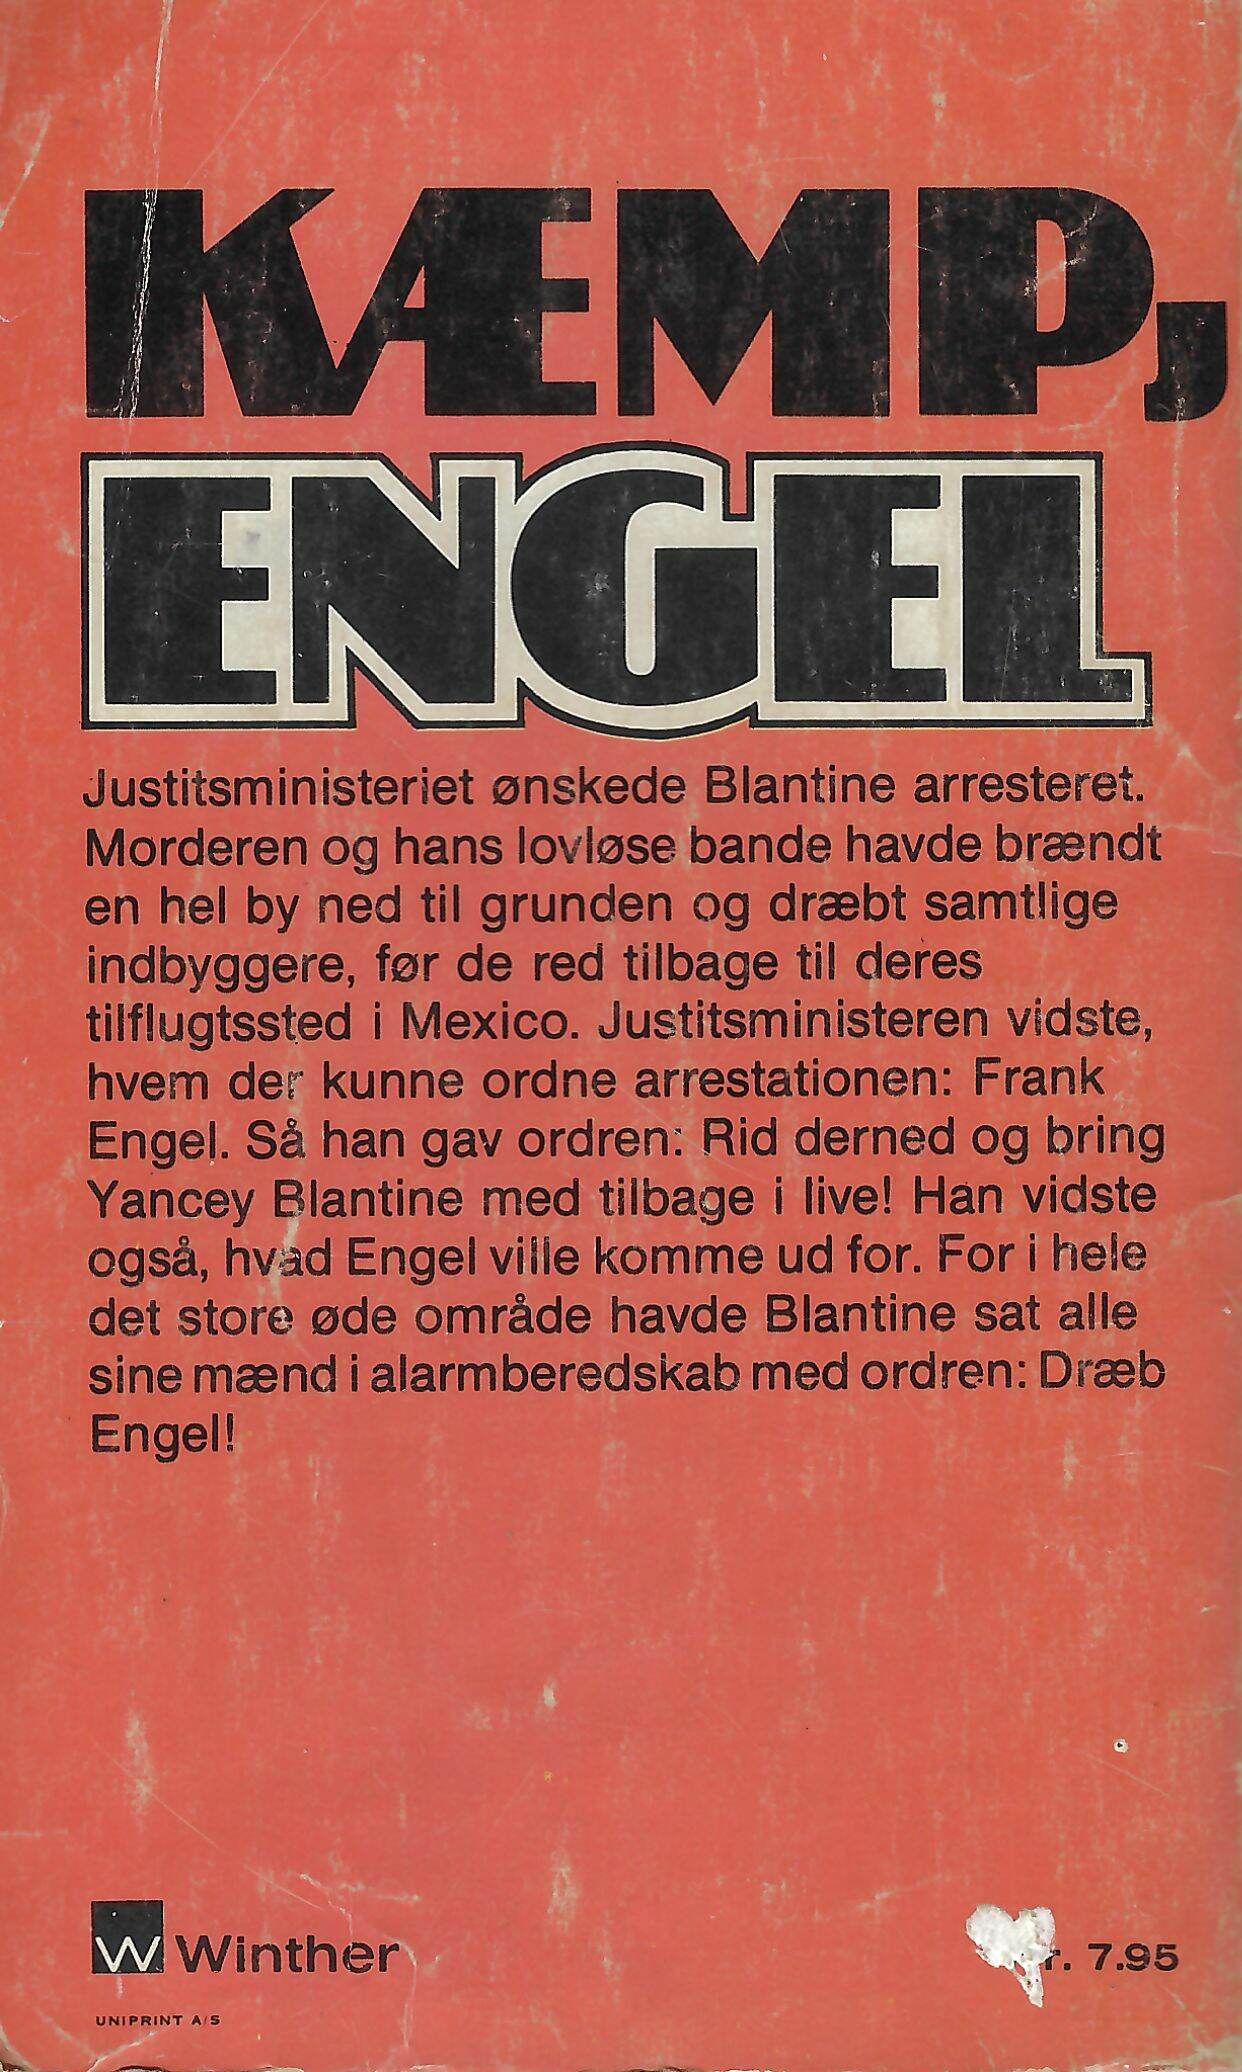 KÆMP,
ENGEL
Justitsministeriet ønskede Blantine arresteret.
Morderen og hans lovløse bande havde brændt
en hel by ned til grunden og dræbt samtlige
indbyggere, før de red tilbage til deres
tilflugtssted i Mexico. Justitsministeren vidste,
hvem der kunne ordne arrestationen: Frank
Engel. Så han gav ordren: Rid derned og bring
Yancey Blantine med tilbage i live! Han vidste
også, hvad Engel ville komme ud for. For i hele
det store øde område havde Blantine sat alle
sine mænd i alarmberedskab med ordren: Dræb
Engel!
W Winther
r. 7.95
UNIPRINT A/S